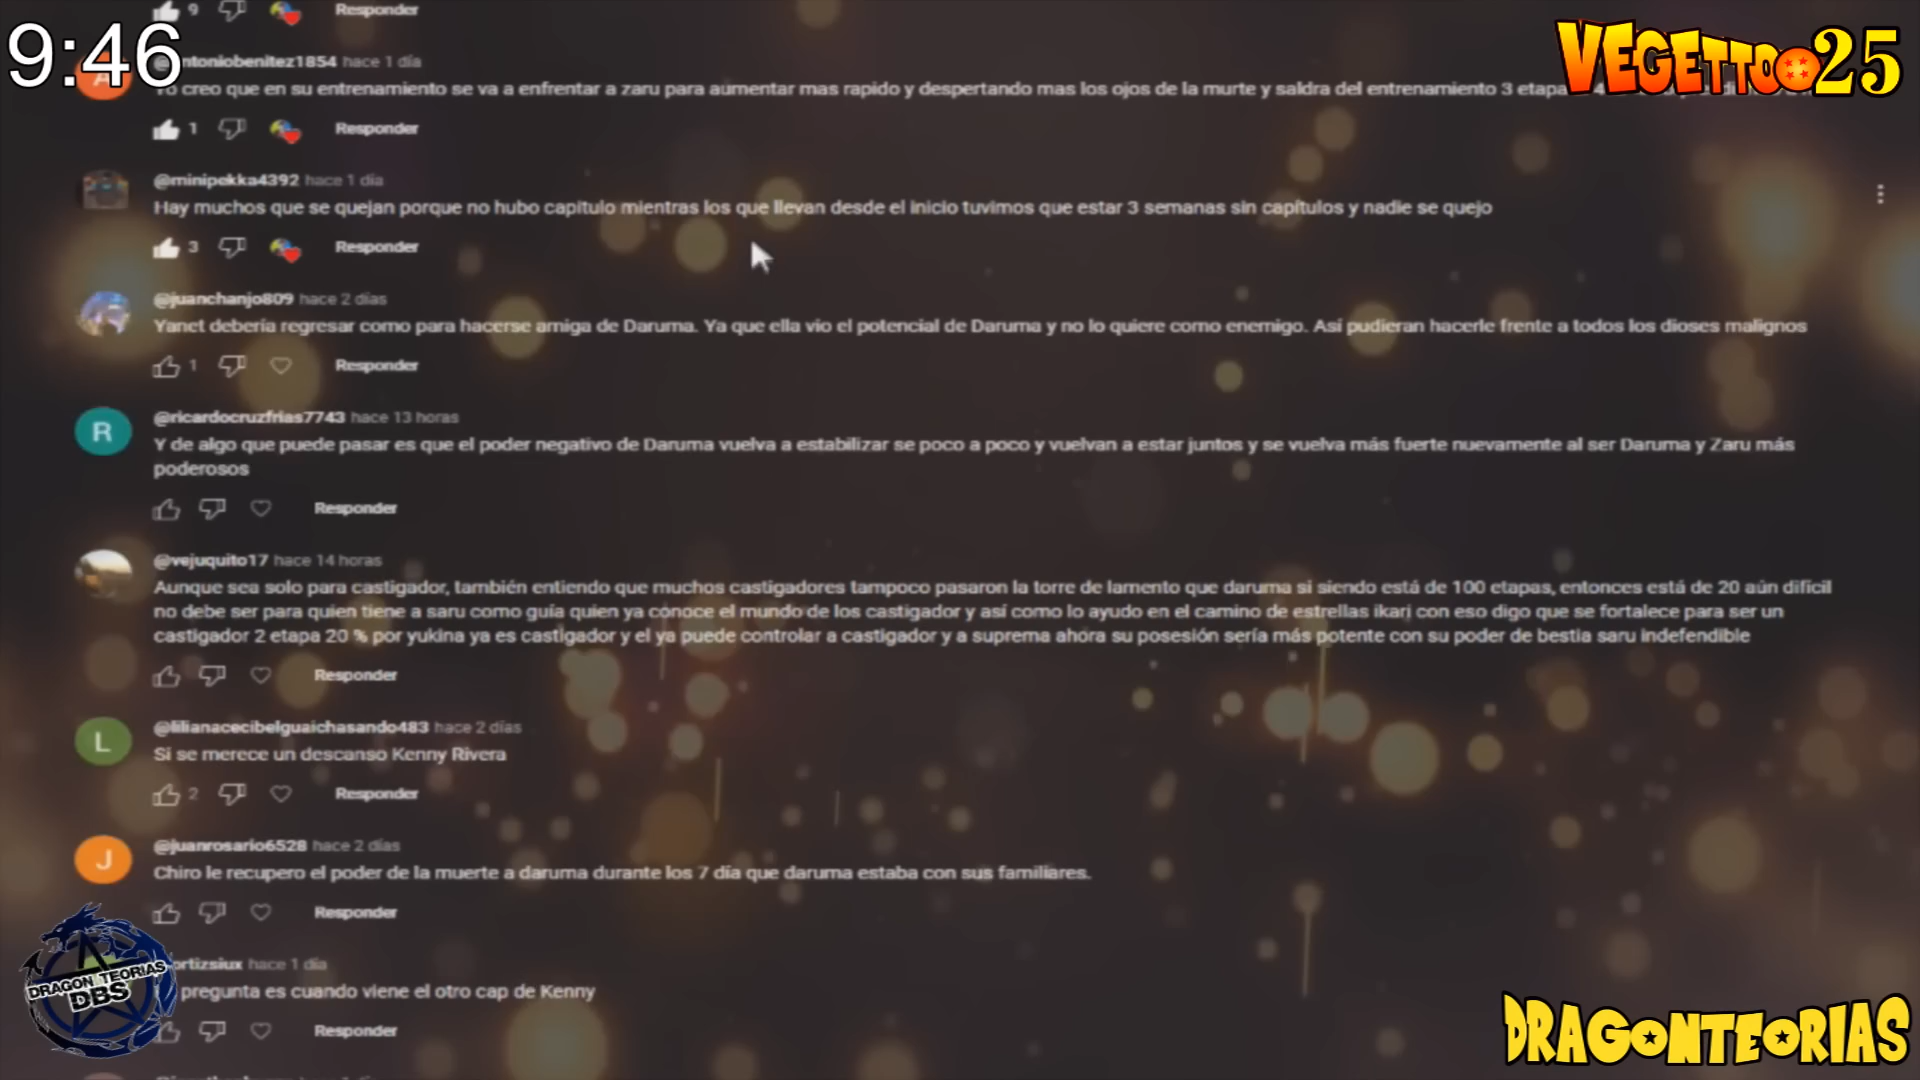 9:46
VEGETTO 25
9
Responder
ntoniobenitez1854 hace 1 día
Yo creo que en su entrenamiento se va a enfrentar a zaru para aumentar mas rapido y despertando mas los ojos de la murte y saldra del entrenamiento 3 etapa
1 Responder
@minipekka4392 hace 1 día
Hay muchos que se quejan porque no hubo capitulo mientras los que llevan desde el inicio tuvimos que estar 3 semanas sin capítulos y nadie se quejo
3 Responder
@juanchanjo809 hace 2 días
Yanet debería regresar como para hacerse amiga de Daruma. Ya que ella vio el potencial de Daruma y no lo quiere como enemigo. Así pudieran hacerle frente a todos los dioses malignos
1 Responder
R
@ricardocruzfrias7743 hace 13 horas
Y de algo que puede pasar es que el poder negativo de Daruma vuelva a estabilizar se poco a poco y vuelvan a estar juntos y se vuelva más fuerte nuevamente al ser Daruma y Zaru más
poderosos
Responder
@vejuquito17 hace 14 horas
Aunque sea solo para castigador, también entiendo que muchos castigadores tampoco pasaron la torre de lamento que daruma si siendo está de 100 etapas, entonces está de 20 aún difícil
no debe ser para quien tiene a saru como guía quien ya conoce el mundo de los castigador y así como lo ayudo en el camino de estrellas ikari con eso digo que se fortalece para ser un
castigador 2 etapa 20 % por yukina ya es castigador y el ya puede controlar a castigador y a suprema ahora su posesión sería más potente con su poder de bestia saru indefendible
Responder
L
@lilianacecibelguaichasando483 hace 2 días
Si se merece un descanso Kenny Rivera
2 Responder
J
@juanrosario6528 hace 2 días
Chiro le recupero el poder de la muerte a daruma durante los 7 día que daruma estaba con sus familiares.
Responder
ortizsiux hace 1 día
pregunta es cuando viene el otro cap de Kenny
Responder
DRAGON TEORIAS
DBS
DRAGONTEORIAS